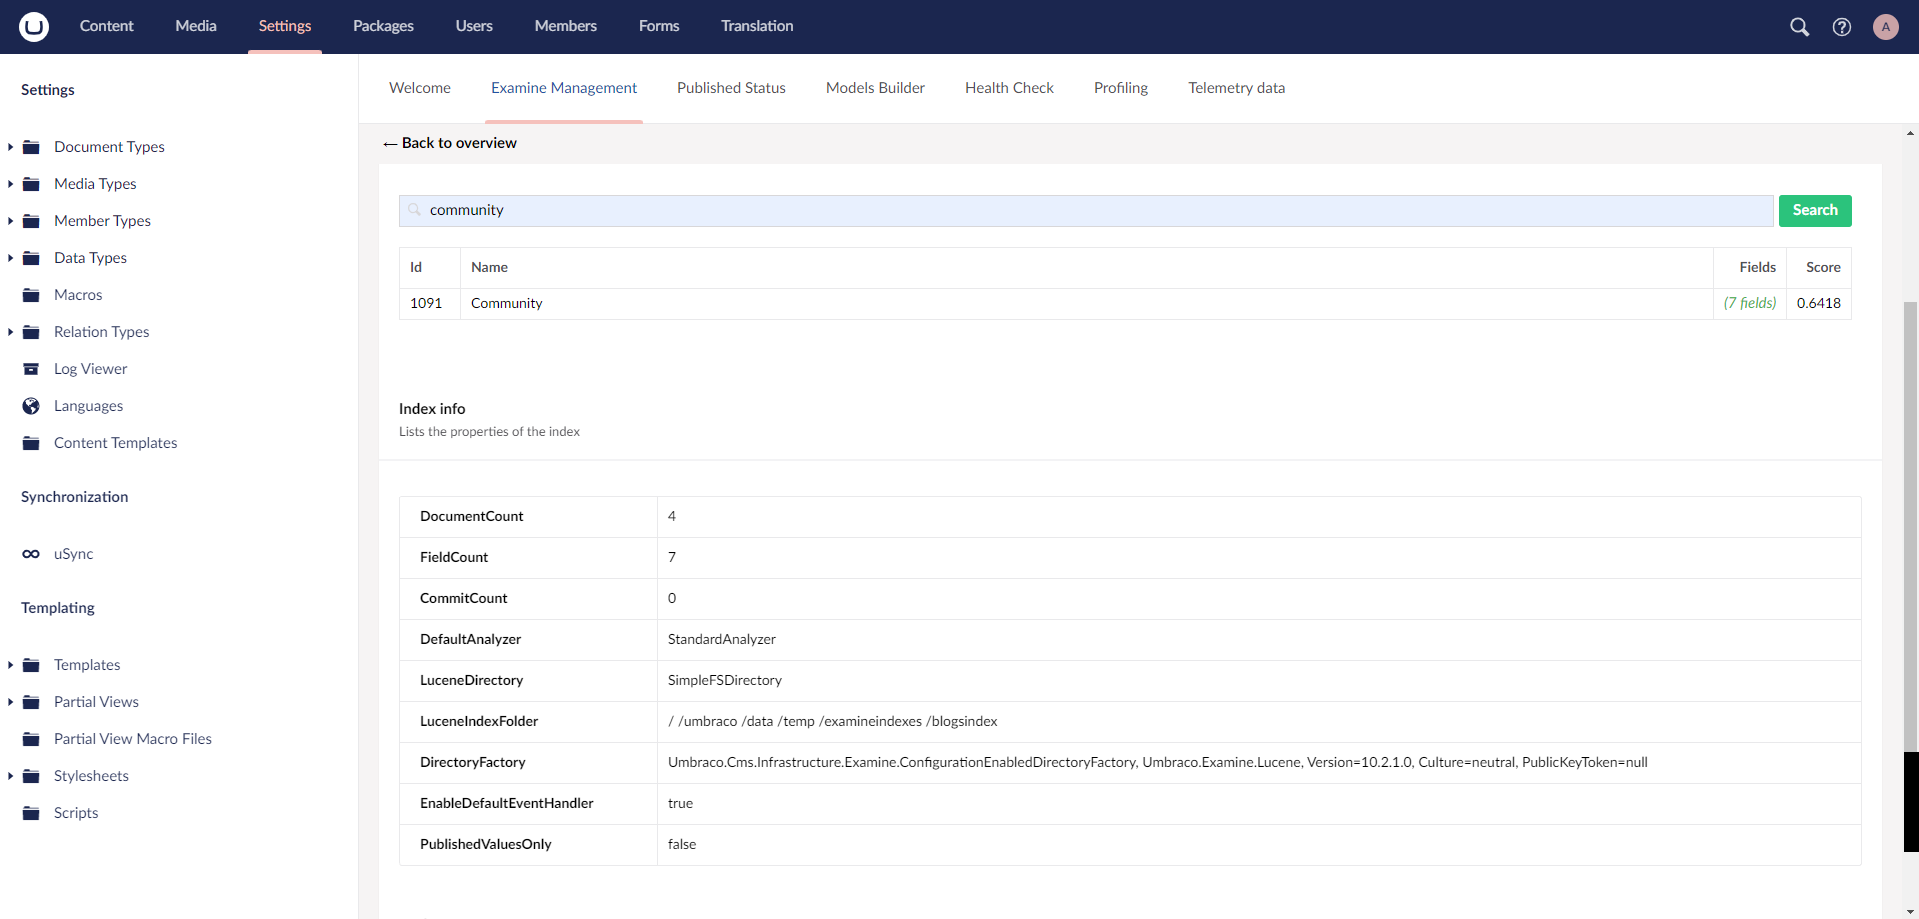 Content Media Settings Packages Users Members Forms Translation A
Settings
Document Types
Media Types
Member Types
Data Types
Macros
Relation Types
Log Viewer
Languages
Content Templates
Synchronization
uSync
Templating
Templates
Partial Views
Partial View Macro Files
Stylesheets
Scripts
Welcome Examine Management Published Status Models Builder Health Check Profiling Telemetry data
← Back to overview
community Search
Id Name Fields Score
1091 Community (7 fields) 0.6418
Index info
Lists the properties of the index
DocumentCount 4
FieldCount 7
CommitCount 0
DefaultAnalyzer StandardAnalyzer
LuceneDirectory SimpleFSDirectory
LuceneIndexFolder / /umbraco /data /temp /examineindexes /blogsindex
DirectoryFactory Umbraco.Cms.Infrastructure.Examine.ConfigurationEnabledDirectoryFactory, Umbraco.Examine.Lucene, Version=10.2.1.0, Culture=neutral, PublicKeyToken=null
EnableDefaultEventHandler true
PublishedValuesOnly false